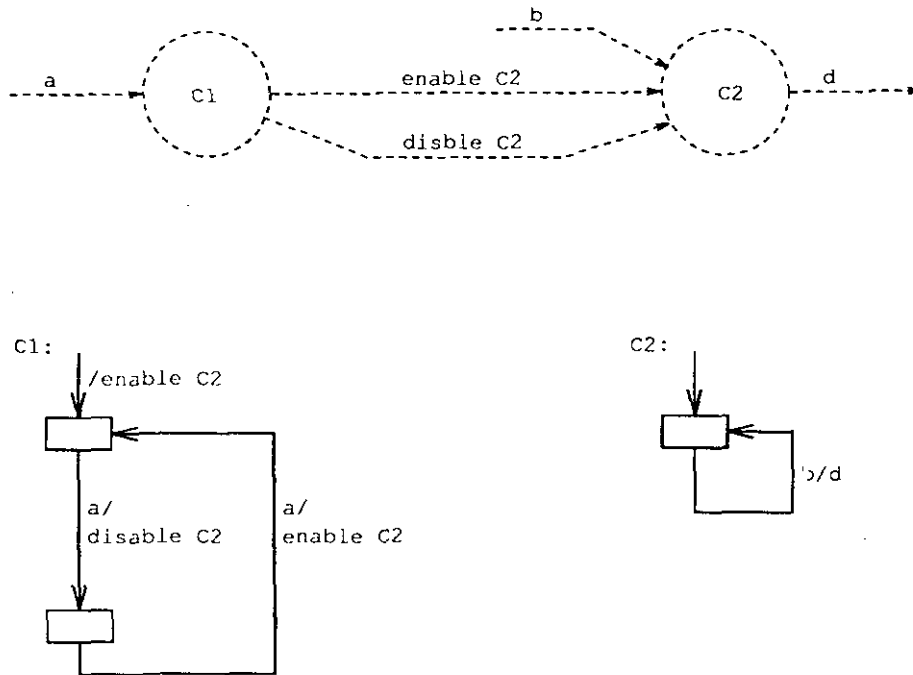 b
a
enable C2
C1
C2
d
disble C2
C1:
C2:
/enable C2
b/d
a/
disable C2
a/
enable C2